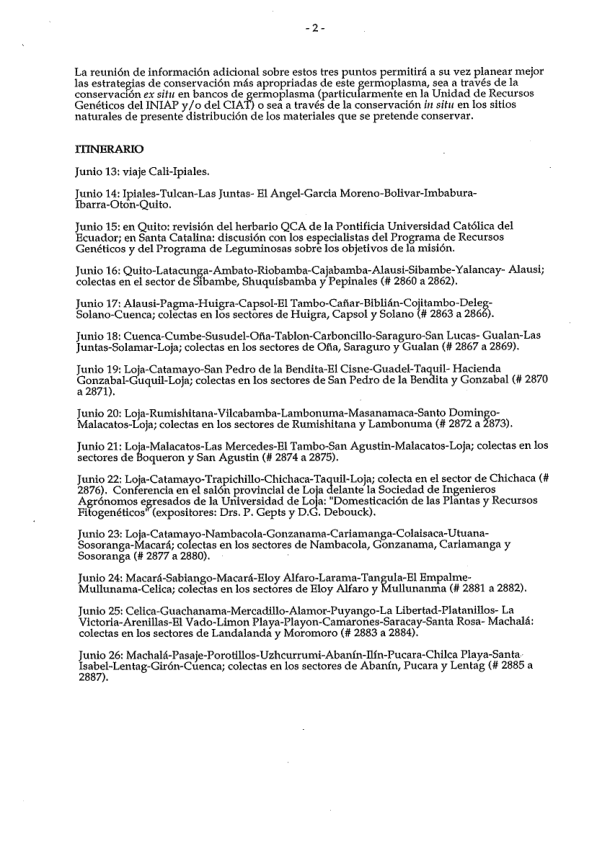 - 2 -
La reunión de información adicional sobre estos tres puntos permitirá a su vez planear mejor
las estrategias de conservación más apropiadas de este germoplasma, sea a través de la
conservación ex situ en bancos de germoplasma (particularmente en la Unidad de Recursos
Genéticos del INIAP y/o del CIAT) o sea a través de la conservación in situ en los sitios
naturales de presente distribución de los materiales que se pretende conservar.
ITINERARIO
Junio 13: viaje Cali-Ipiales.
Junio 14: Ipiales-Tulcan-Las Juntas- El Angel-Garcia Moreno-Bolivar-Imbabura-
Ibarra-Otón-Quito.
Junio 15: en Quito: revisión del herbario QCA de la Pontificia Universidad Católica del
Ecuador; en Santa Catalina: discusión con los especialistas del Programa de Recursos
Genéticos y del Programa de Leguminosas sobre los objetivos de la misión.
Junio 16: Quito-Latacunga-Ambato-Riobamba-Cajabamba-Alausi-Sibambe-Yalancay- Alausi;
colectas en el sector de Sibambe, Shuquisbamba y Pepinales (# 2860 a 2862).
Junio 17: Alausi-Pagma-Huigra-Capsol-El Tambo-Cañar-Biblián-Cojitambo-Deleg-
Solano-Cuenca; colectas en los sectores de Huigra, Capsol y Solano (# 2863 a 2866).
Junio 18: Cuenca-Cumbe-Susudel-Oña-Tablon-Carboncillo-Saraguro-San Lucas- Gualan-Las
Juntas-Solamar-Loja; colectas en los sectores de Oña, Saraguro y Gualan (# 2867 a 2869).
Junio 19: Loja-Catamayo-San Pedro de la Bendita-El Cisne-Guadel-Taquil- Hacienda
Gonzabal-Guquil-Loja; colectas en los sectores de San Pedro de la Bendita y Gonzabal (# 2870
a 2871).
Junio 20: Loja-Rumishitana-Vilcabamba-Lambonuma-Masanamaca-Santo Domingo-
Malacatos-Loja; colectas en los sectores de Rumishitana y Lambonuma (# 2872 a 2873).
Junio 21: Loja-Malacatos-Las Mercedes-El Tambo-San Agustin-Malacatos-Loja; colectas en los
sectores de Boqueron y San Agustin (# 2874 a 2875).
Junio 22: Loja-Catamayo-Trapichillo-Chichaca-Taquil-Loja; colecta en el sector de Chichaca (#
2876).  Conferencia en el salón provincial de Loja delante la Sociedad de Ingenieros
Agrónomos egresados de la Universidad de Loja: "Domesticación de las Plantas y Recursos
Fitogenéticos" (expositores: Drs. P. Gepts y D.G. Debouck).
Junio 23: Loja-Catamayo-Nambacola-Gonzanama-Cariamanga-Colaisaca-Utuana-
Sosoranga-Macará; colectas en los sectores de Nambacola, Gonzanama, Cariamanga y
Sosoranga (# 2877 a 2880).
Junio 24: Macará-Sabiango-Macará-Eloy Alfaro-Larama-Tangula-El Empalme-
Mullunama-Celica; colectas en los sectores de Eloy Alfaro y Mullunanma (# 2881 a 2882).
Junio 25: Celica-Guachanama-Mercadillo-Alamor-Puyango-La Libertad-Platanillos- La
Victoria-Arenillas-El Vado-Limon Playa-Playon-Camarones-Saracay-Santa Rosa- Machalá:
colectas en los sectores de Landalanda y Moromoro (# 2883 a 2884).
Junio 26: Machalá-Pasaje-Porotillos-Uzhcurrumi-Abanín-Ilfín-Pucara-Chilca Playa-Santa
Isabel-Lentag-Girón-Cuenca; colectas en los sectores de Abanín, Pucara y Lentag (# 2885 a
2887).